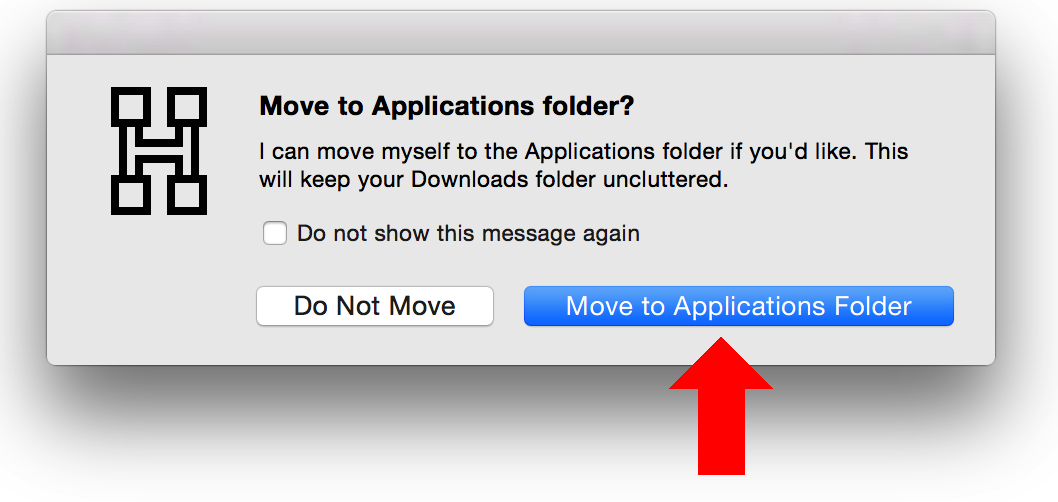 Move to Applications folder?
I can move myself to the Applications folder if you'd like. This
will keep your Downloads folder uncluttered.
Do not show this message again
Do Not Move
Move to Applications Folder